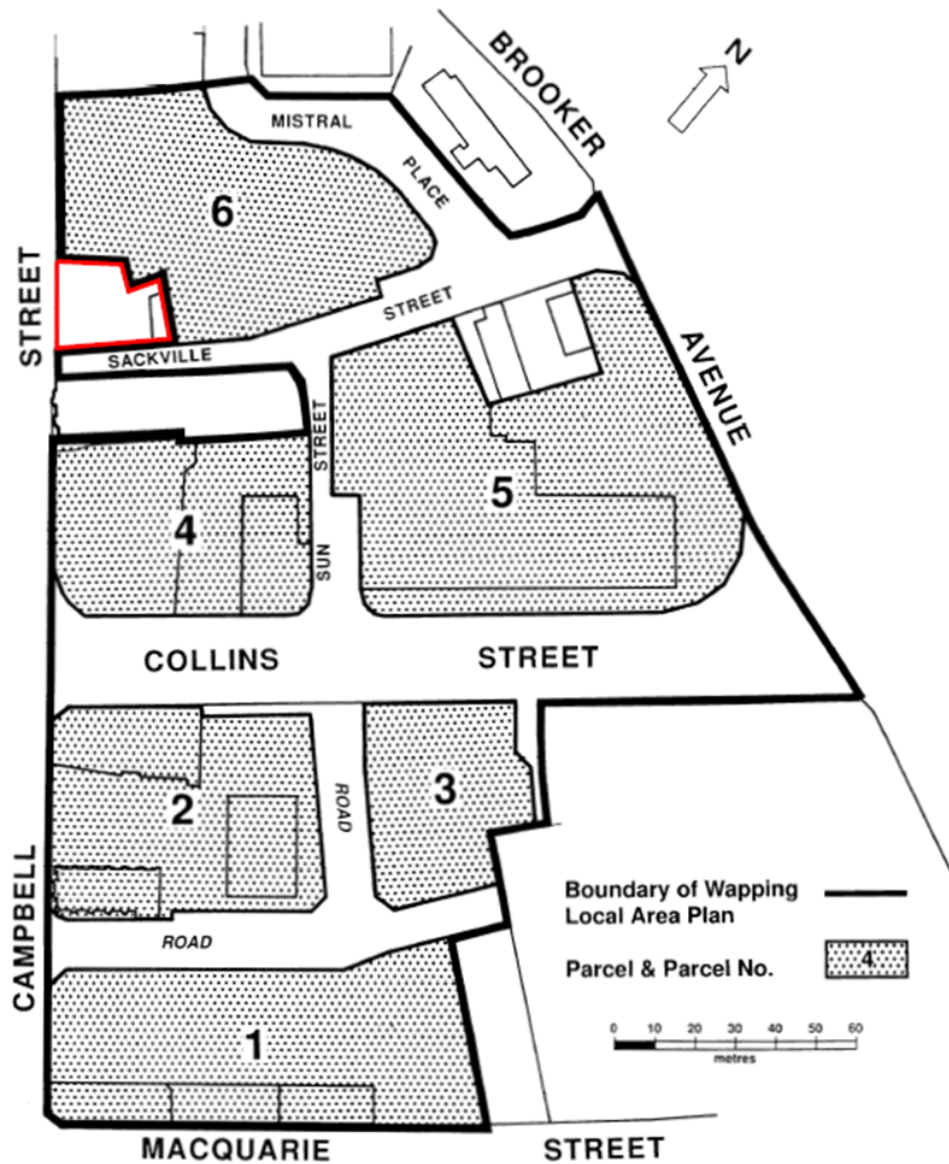 BROOKER
N
MISTRAL
PLACE
6
STREET
STREET
SACKVILLE
AVENUE
STREET
5
4
SUN
COLLINS
STREET
ROAD
3
2
CAMPBELL
Boundary of Wapping
Local Area Plan
ROAD
Parcel & Parcel No.
4
1
0 10 20 30 40 50 60
metres
MACQUARIE
STREET